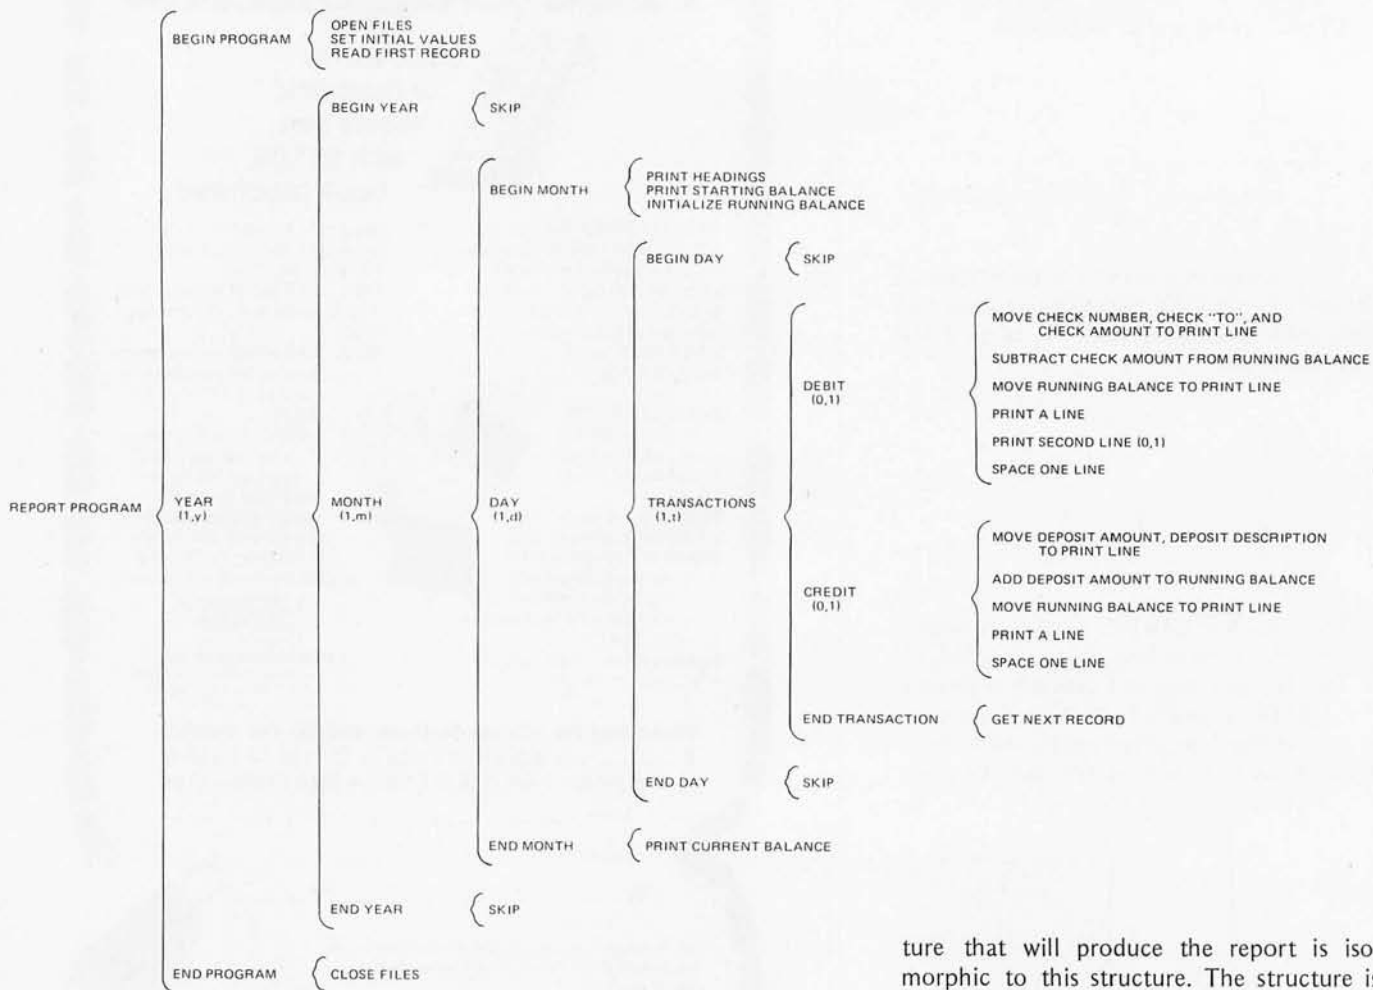 OPEN FILES
BEGIN PROGRAM
SET INITIAL VALUES
READ FIRST RECORD
BEGIN YEAR
SKIP
PRINT HEADINGS
BEGIN MONTH
PRINT STARTING BALANCE
INITIALIZE RUNNING BALANCE
BEGIN DAY
SKIP
MOVE CHECK NUMBER, CHECK "TO", AND
CHECK AMOUNT TO PRINT LINE
SUBTRACT CHECK AMOUNT FROM RUNNING BALANCE
DEBIT
(0,1)
MOVE RUNNING BALANCE TO PRINT LINE
PRINT A LINE
PRINT SECOND LINE (0,1)
SPACE ONE LINE
REPORT PROGRAM
YEAR
(1,y)
MONTH
(1,m)
DAY
(1,d)
TRANSACTIONS
(1,t)
MOVE DEPOSIT AMOUNT, DEPOSIT DESCRIPTION
TO PRINT LINE
ADD DEPOSIT AMOUNT TO RUNNING BALANCE
CREDIT
(0,1)
MOVE RUNNING BALANCE TO PRINT LINE
PRINT A LINE
SPACE ONE LINE
END TRANSACTION
GET NEXT RECORD
END DAY
SKIP
END MONTH
PRINT CURRENT BALANCE
END YEAR
SKIP
END PROGRAM
CLOSE FILES
ture that will produce the report is iso-
morphic to this structure. The structure is